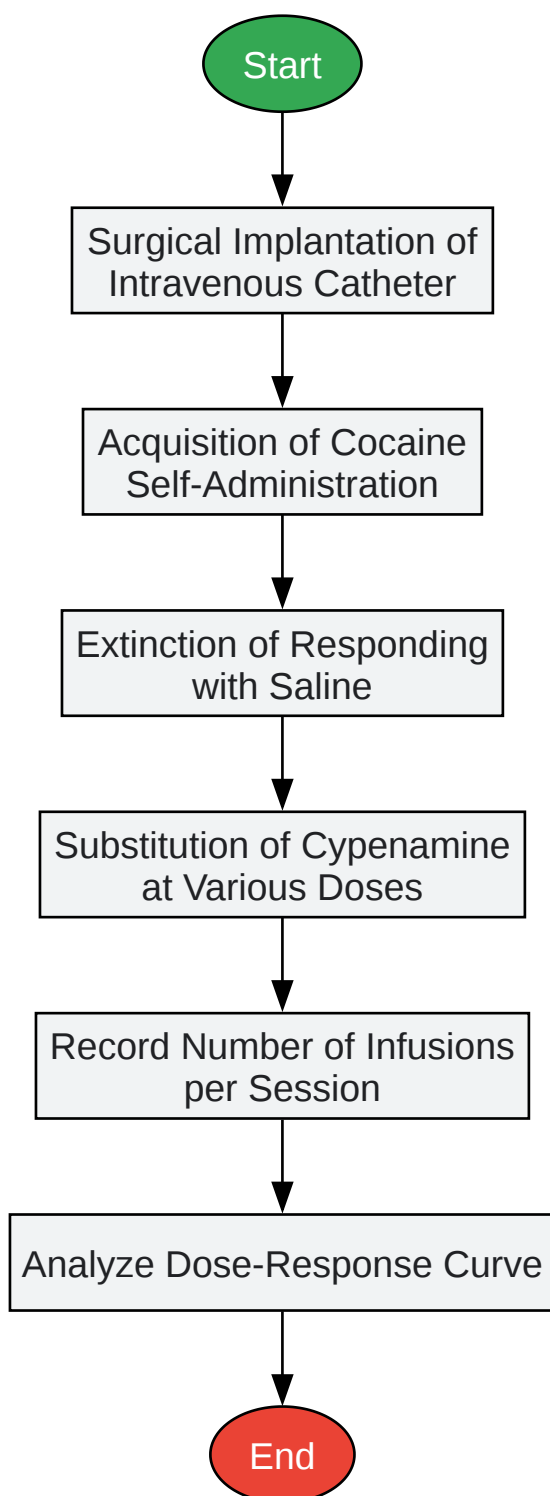 Start
Surgical Implantation of
Intravenous Catheter
Acquisition of Cocaine
Self-Administration
Extinction of Responding
with Saline
Substitution of Cypenamine
at Various Doses
Record Number of Infusions
per Session
Analyze Dose-Response Curve
End